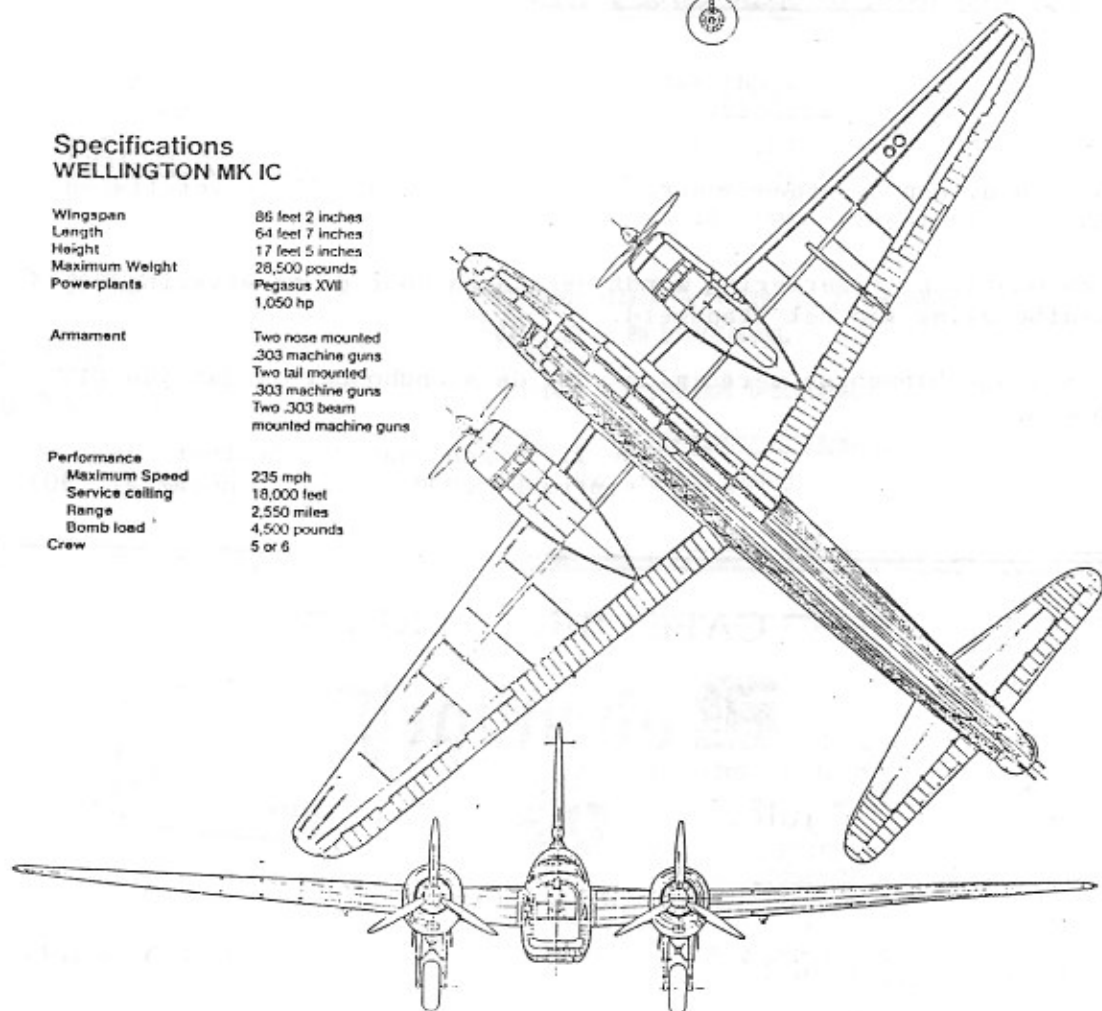 Specifications
WELLINGTON MK IC
Wingspan 86 feet 2 inches
Length 64 feet 7 inches
Height 17 feet 5 inches
Maximum Weight 28,500 pounds
Powerplants Pegasus XVIII
1,050 hp
Armament Two nose mounted
.303 machine guns
Two tail mounted
.303 machine guns
Two .303 beam
mounted machine guns
Performance
Maximum Speed 235 mph
Service ceiling 18,000 feet
Range 2,550 miles
Bomb load 4,500 pounds
Crew 5 or 6